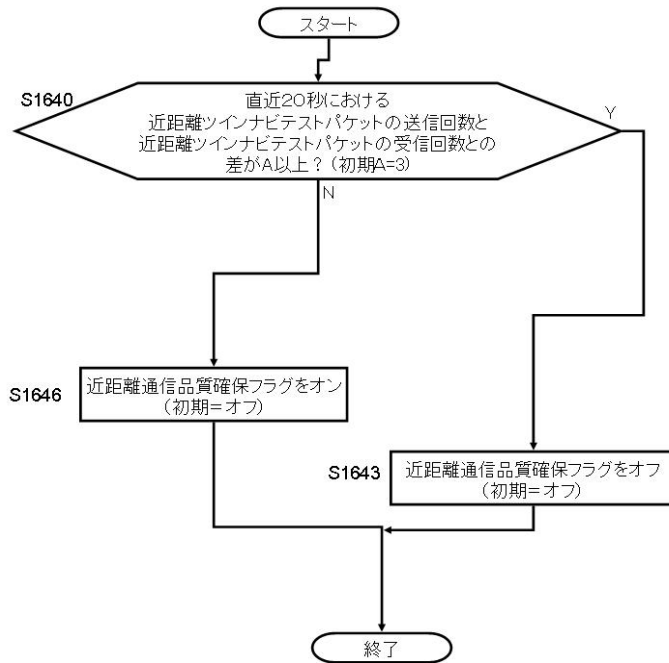 スタート
S1640
直近20秒における
近距離ツインナビテストパケットの送信回数と
近距離ツインナビテストパケットの受信回数との
差がA以上？（初期A=3）
Y
N
S1646
近距離通信品質確保フラグをオン
（初期＝オフ）
S1643
近距離通信品質確保フラグをオフ
（初期＝オフ）
終了